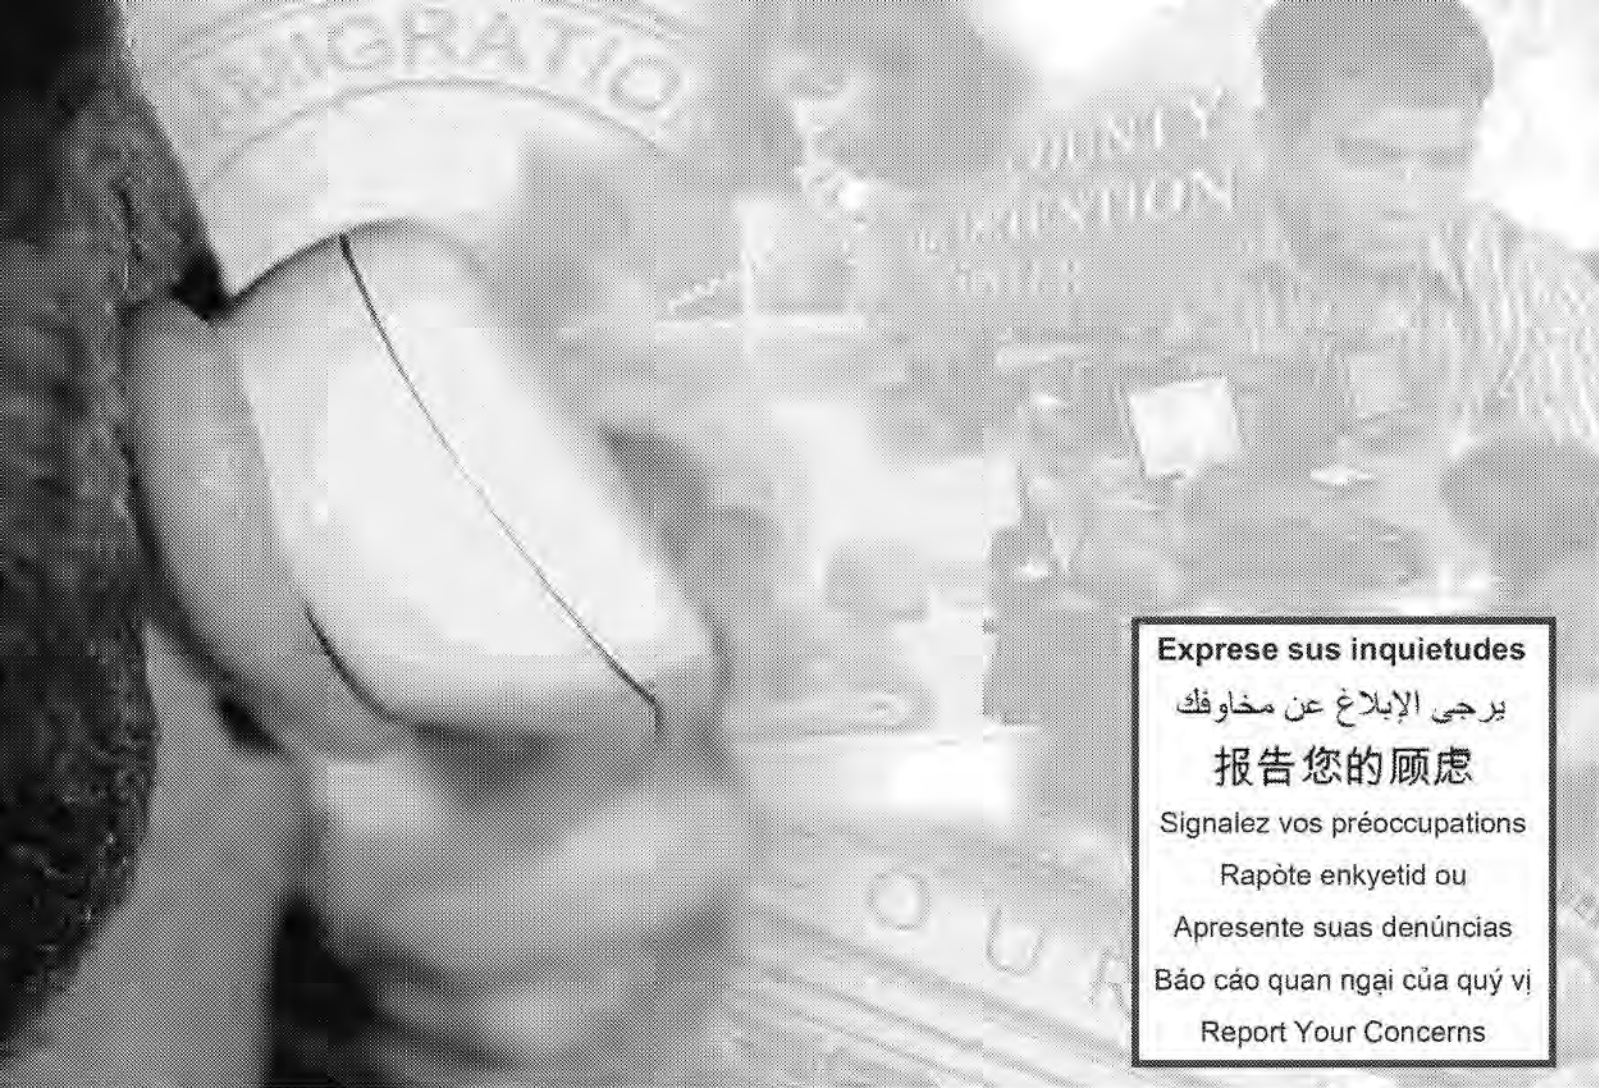 OUNTY
Exprese sus inquietudes
يرجى الإبلاغ عن مخاوفك
报告您的顾虑
Signalez vos préoccupations
Rapòte enkyetid ou
Apresente suas denúncias
Báo cáo quan ngại của quý vị
Report Your Concerns